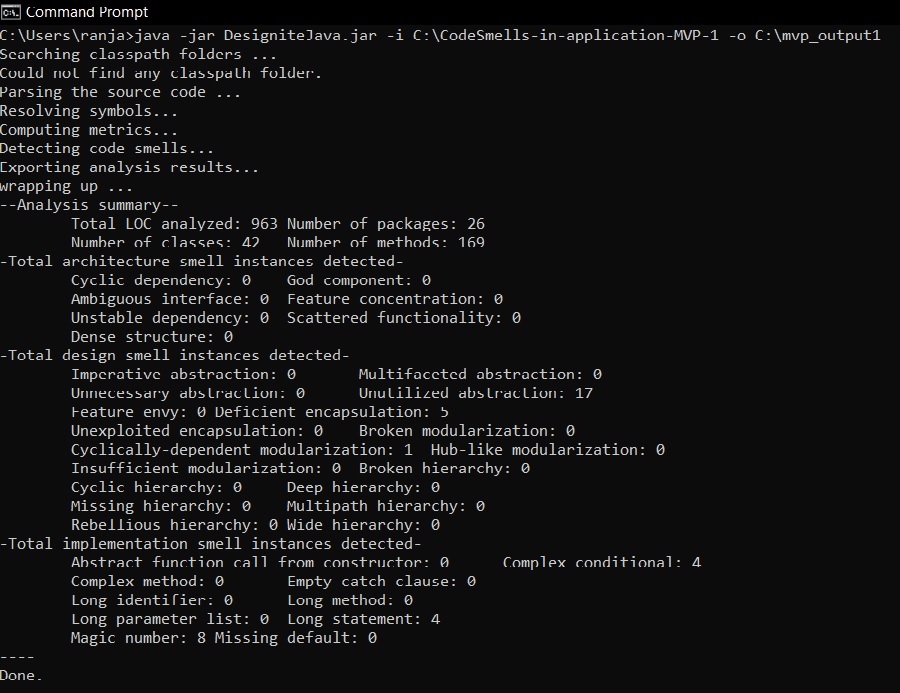 Command Prompt
C:\Users\ranja>java -jar DesigniteJava.jar -i C:\CodeSmells-in-application-MVP-1 -o C:\mvp_output1
Searching classpath folders ...
Could not find any classpath folder.
Parsing the source code ...
Resolving symbols...
Computing metrics...
Detecting code smells...
Exporting analysis results...
wrapping up ...
--Analysis summary--
        Total LOC analyzed: 963 Number of packages: 26
        Number of classes: 42   Number of methods: 169
-Total architecture smell instances detected-
        Cyclic dependency: 0    God component: 0
        Ambiguous interface: 0  Feature concentration: 0
        Unstable dependency: 0  Scattered functionality: 0
        Dense structure: 0
-Total design smell instances detected-
        Imperative abstraction: 0       Multifaceted abstraction: 0
        Unnecessary abstraction: 0      Unutilized abstraction: 17
        Feature envy: 0 Deficient encapsulation: 5
        Unexploited encapsulation: 0    Broken modularization: 0
        Cyclically-dependent modularization: 1  Hub-like modularization: 0
        Insufficient modularization: 0  Broken hierarchy: 0
        Cyclic hierarchy: 0     Deep hierarchy: 0
        Missing hierarchy: 0    Multipath hierarchy: 0
        Rebellious hierarchy: 0 Wide hierarchy: 0
-Total implementation smell instances detected-
        Abstract function call from constructor: 0      Complex conditional: 4
        Complex method: 0       Empty catch clause: 0
        Long identifier: 0      Long method: 0
        Long parameter list: 0  Long statement: 4
        Magic number: 8 Missing default: 0
----
Done.